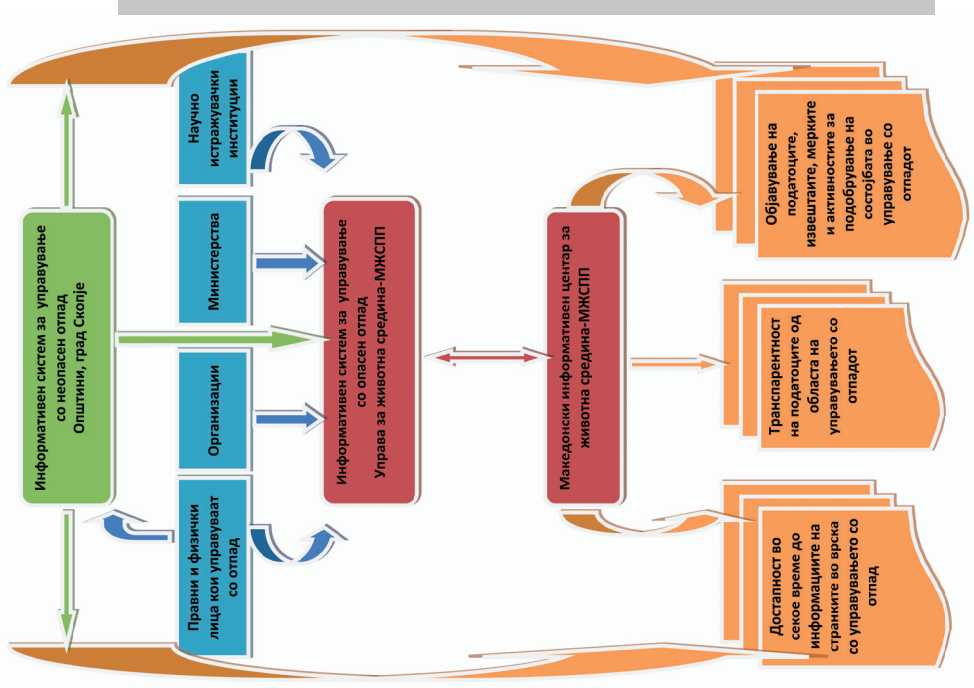 Информативен систем за управување
со неопасен отпад
Општини, град Скопје
Правни и физички
лица кои управуваат
со отпад
Организации
Министерства
Научно
истражувачки
институции
Информативен систем за управување
со опасен отпад
Управа за животна средина-МЖСПП
Македонски информативен центар за
животна средина-МЖСПП
Достапност во
секое време до
информациите на
странките во врска
со управувањето со
отпад
Транспарентност
на податоците од
областа на
управувањето со
отпадот
Објавување на
податоците,
извештаите, мерките
и активностите за
подобрување на
состојбата во
управување со
отпадот